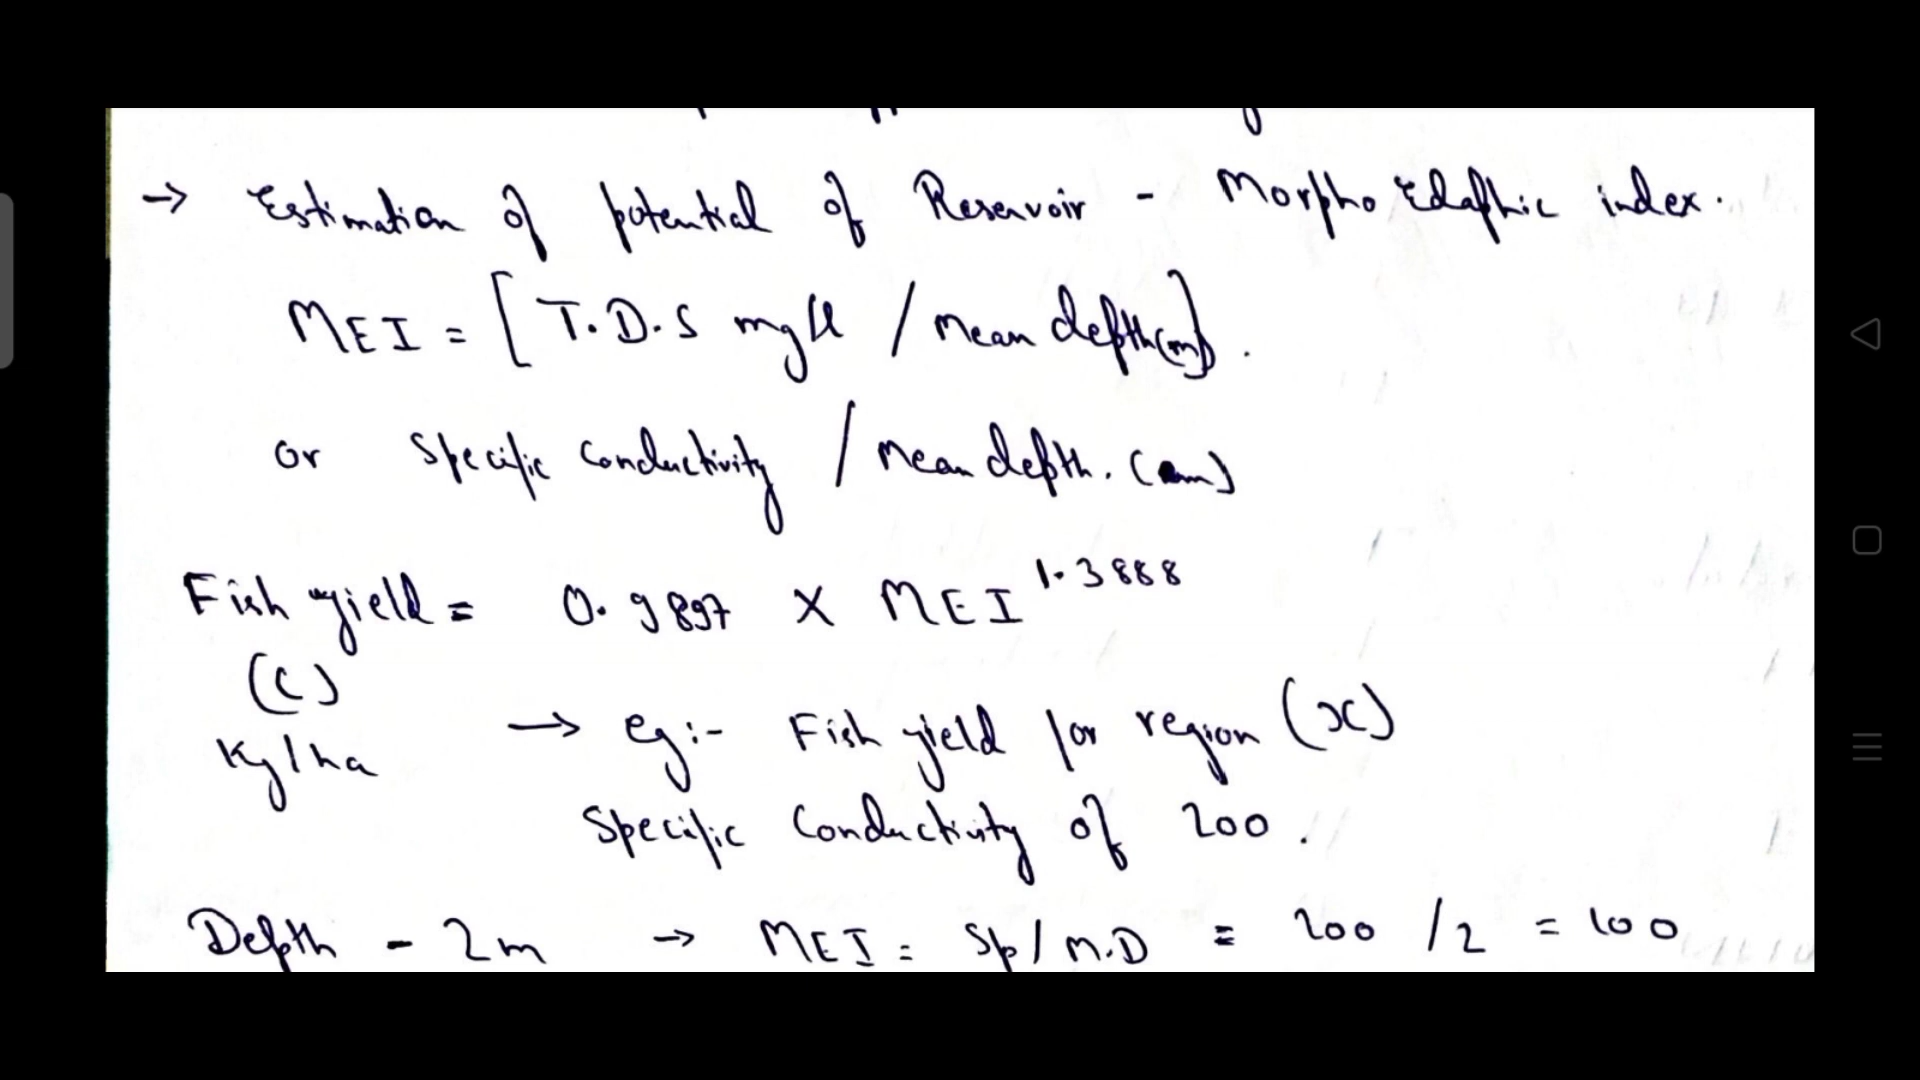 → Estimation of potential of Reservoir - Morpho Edaphic index.
MEI = [T.D.S mg/l / Mean depth(m)].
or Specific Conductivity / Mean depth. (m)
Fish yield = 0.9897 X MEI^1.3888
(C)
Kg/ha
→ eg:- Fish yield for region (x)
Specific Conductivity of 200.
Depth - 2m → MEI = Sp/M.D = 200/2 = 100